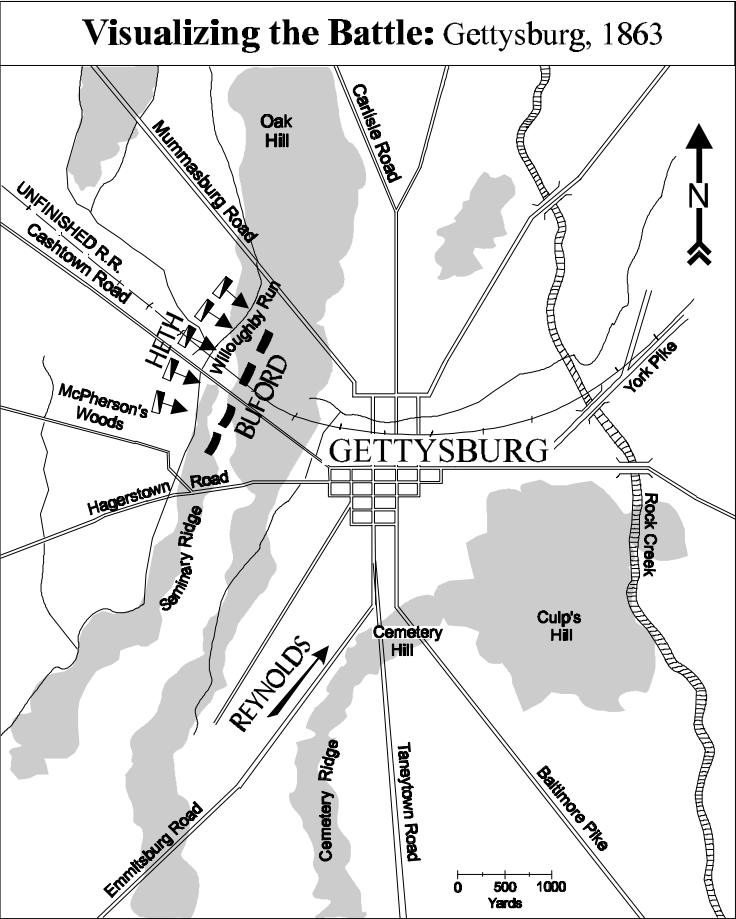 Visualizing the Battle: Gettysburg, 1863
Oak
Hill
Carlisle Road
Mummasburg Road
N
UNFINISHED R.R.
Cashtown Road
Willoughby Run
HETH
BUFORD
York Pike
McPherson's
Woods
GETTYSBURG
Hagerstown Road
Rock Creek
Seminary Ridge
Culp's
Hill
Cemetery
Hill
REYNOLDS
Cemetery Ridge
Taneytown Road
Baltimore Pike
Emmitsburg Road
0 500 1000
Yards